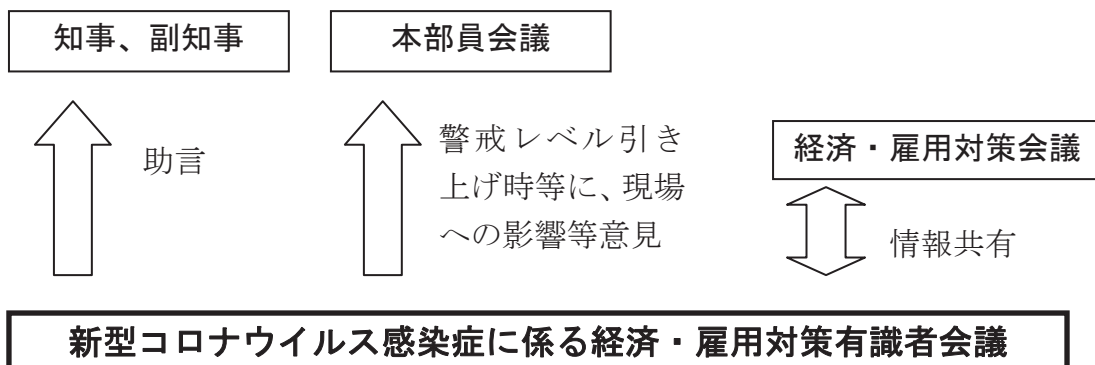 知事、副知事
本部員会議
助言
警戒レベル引き
上げ時等に、現場
への影響等意見
経済・雇用対策会議
情報共有
新型コロナウイルス感染症に係る経済・雇用対策有識者会議